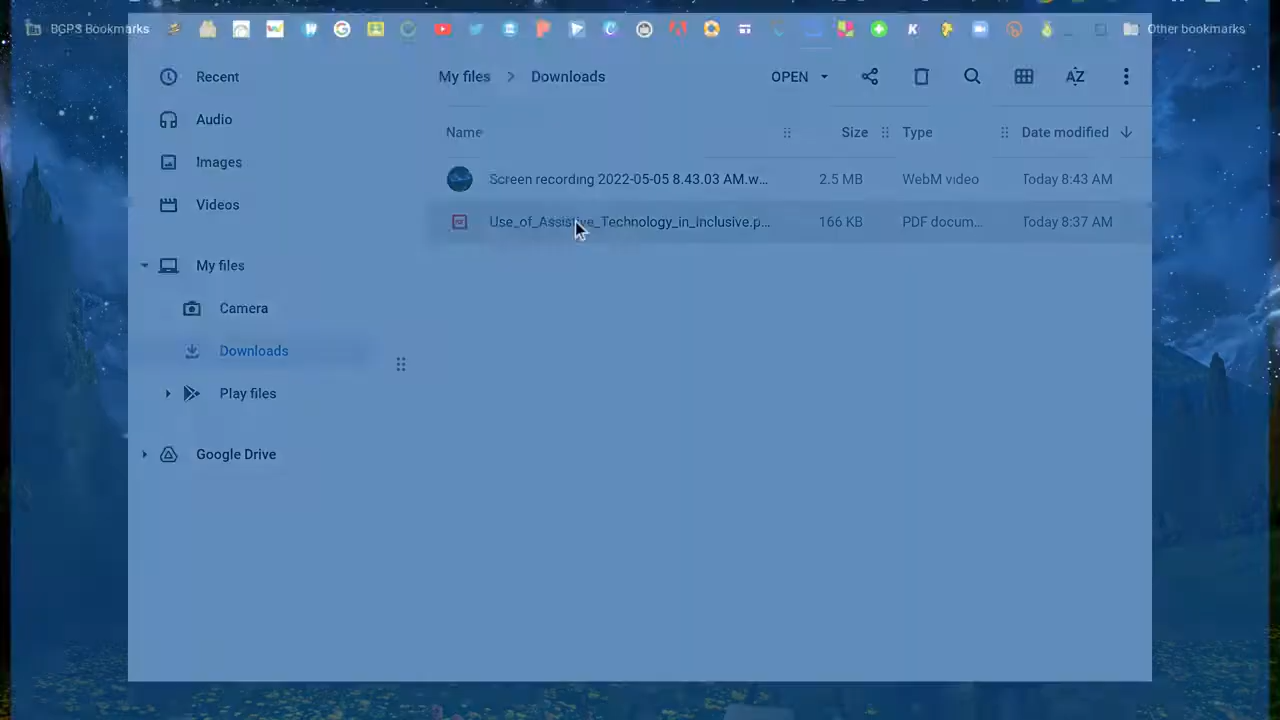 BGPS Bookmarks
Other bookmarks
Recent
Audio
Images
Videos
My files
Camera
Downloads
Play files
Google Drive
My files > Downloads
OPEN
AZ
Name Size Type Date modified
Screen recording 2022-05-05 8.43.03 AM.w... 2.5 MB WebM video Today 8:43 AM
Use_of_Assistive_Technology_in_Inclusive.p... 166 KB PDF docum... Today 8:37 AM